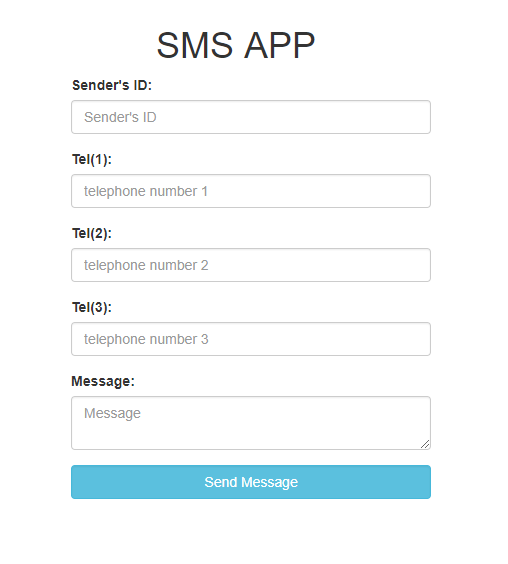 SMS APP
Sender's ID:
Sender's ID
Tel(1):
telephone number 1
Tel(2):
telephone number 2
Tel(3):
telephone number 3
Message:
Message
Send Message